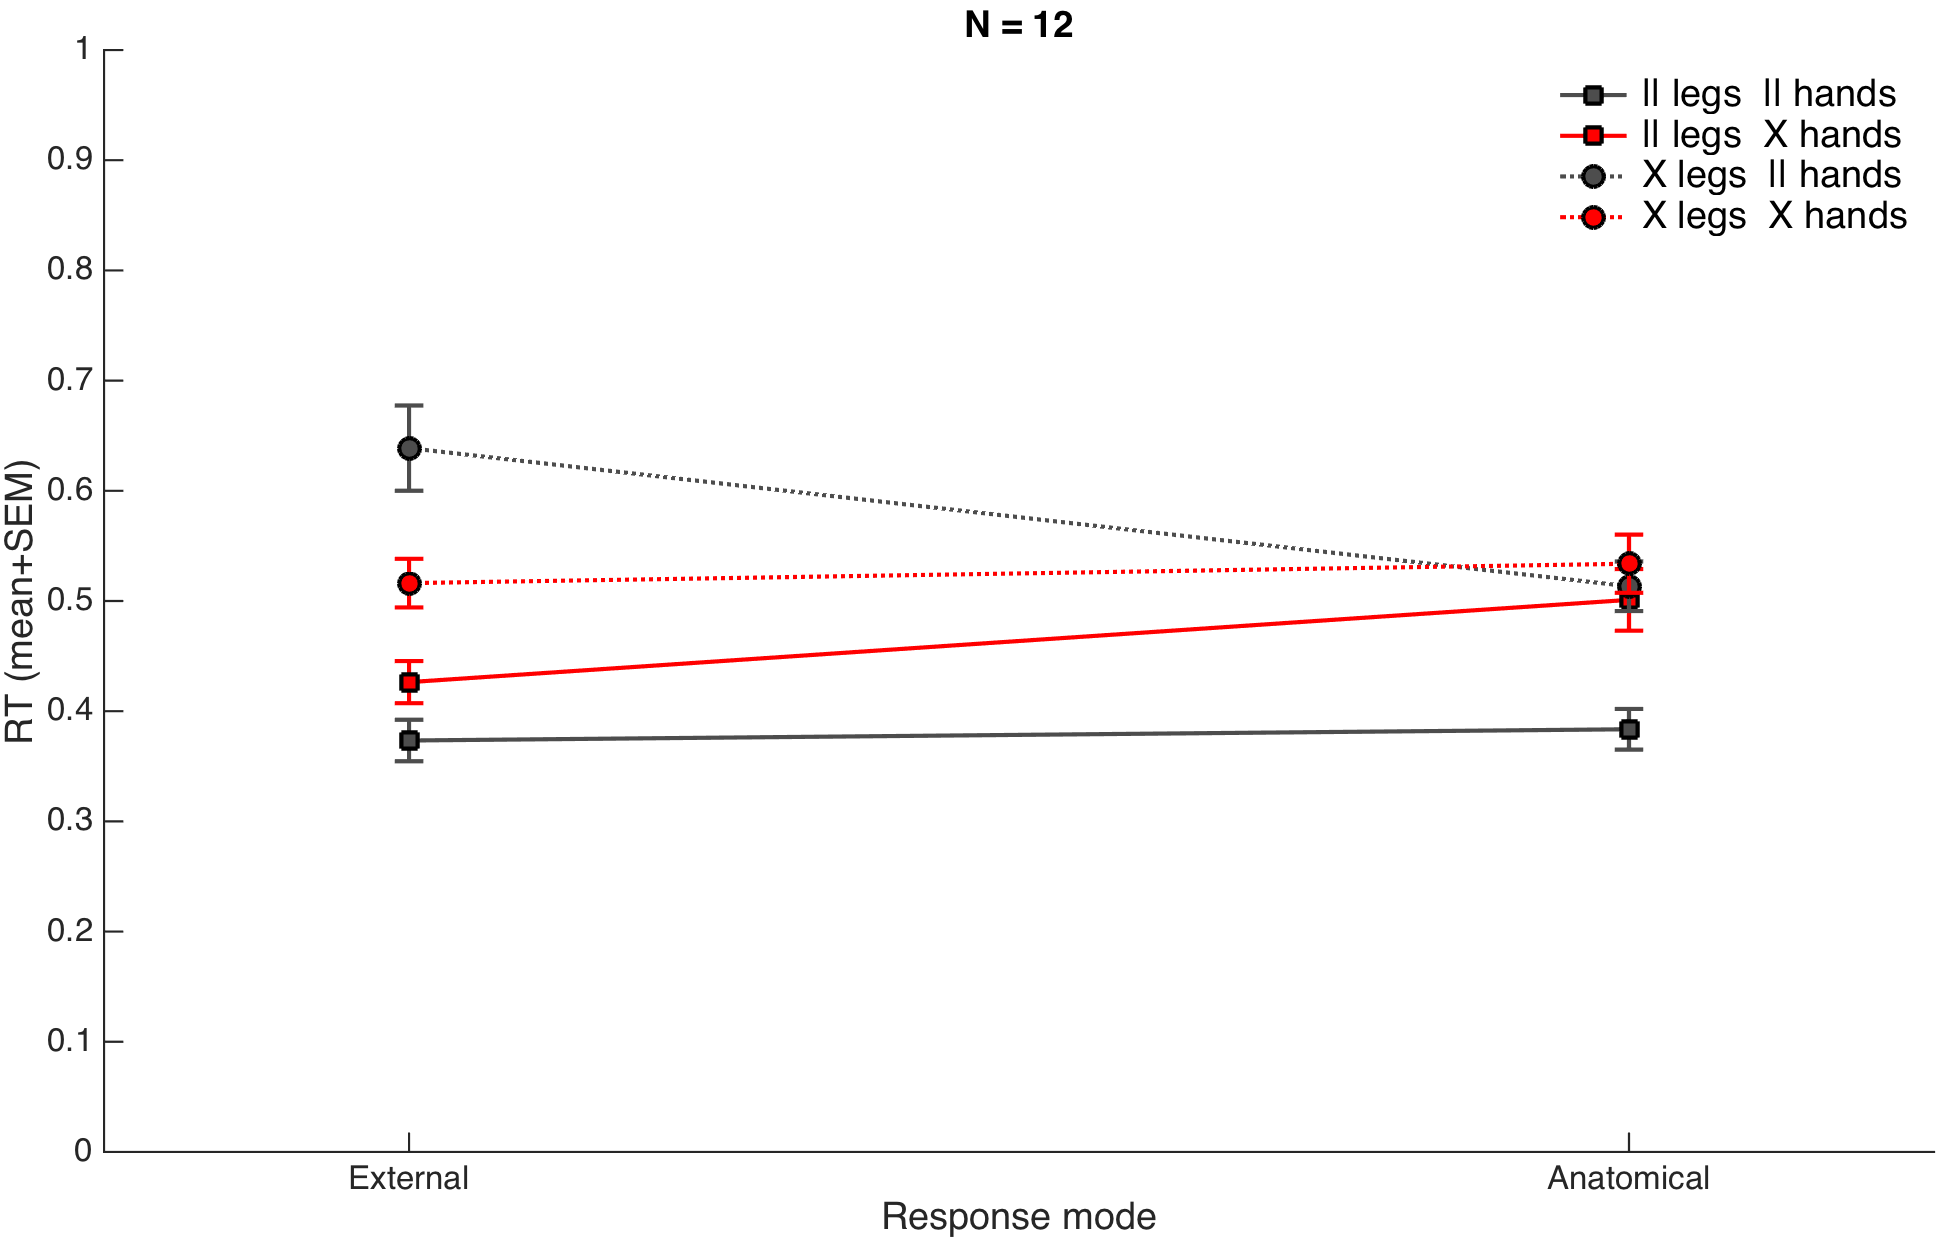 N = 12
ll legs ll hands
ll legs X hands
X legs ll hands
X legs X hands
1
0.9
0.8
0.7
0.6
0.5
0.4
0.3
0.2
0.1
0
RT (mean+SEM)
External
Anatomical
Response mode